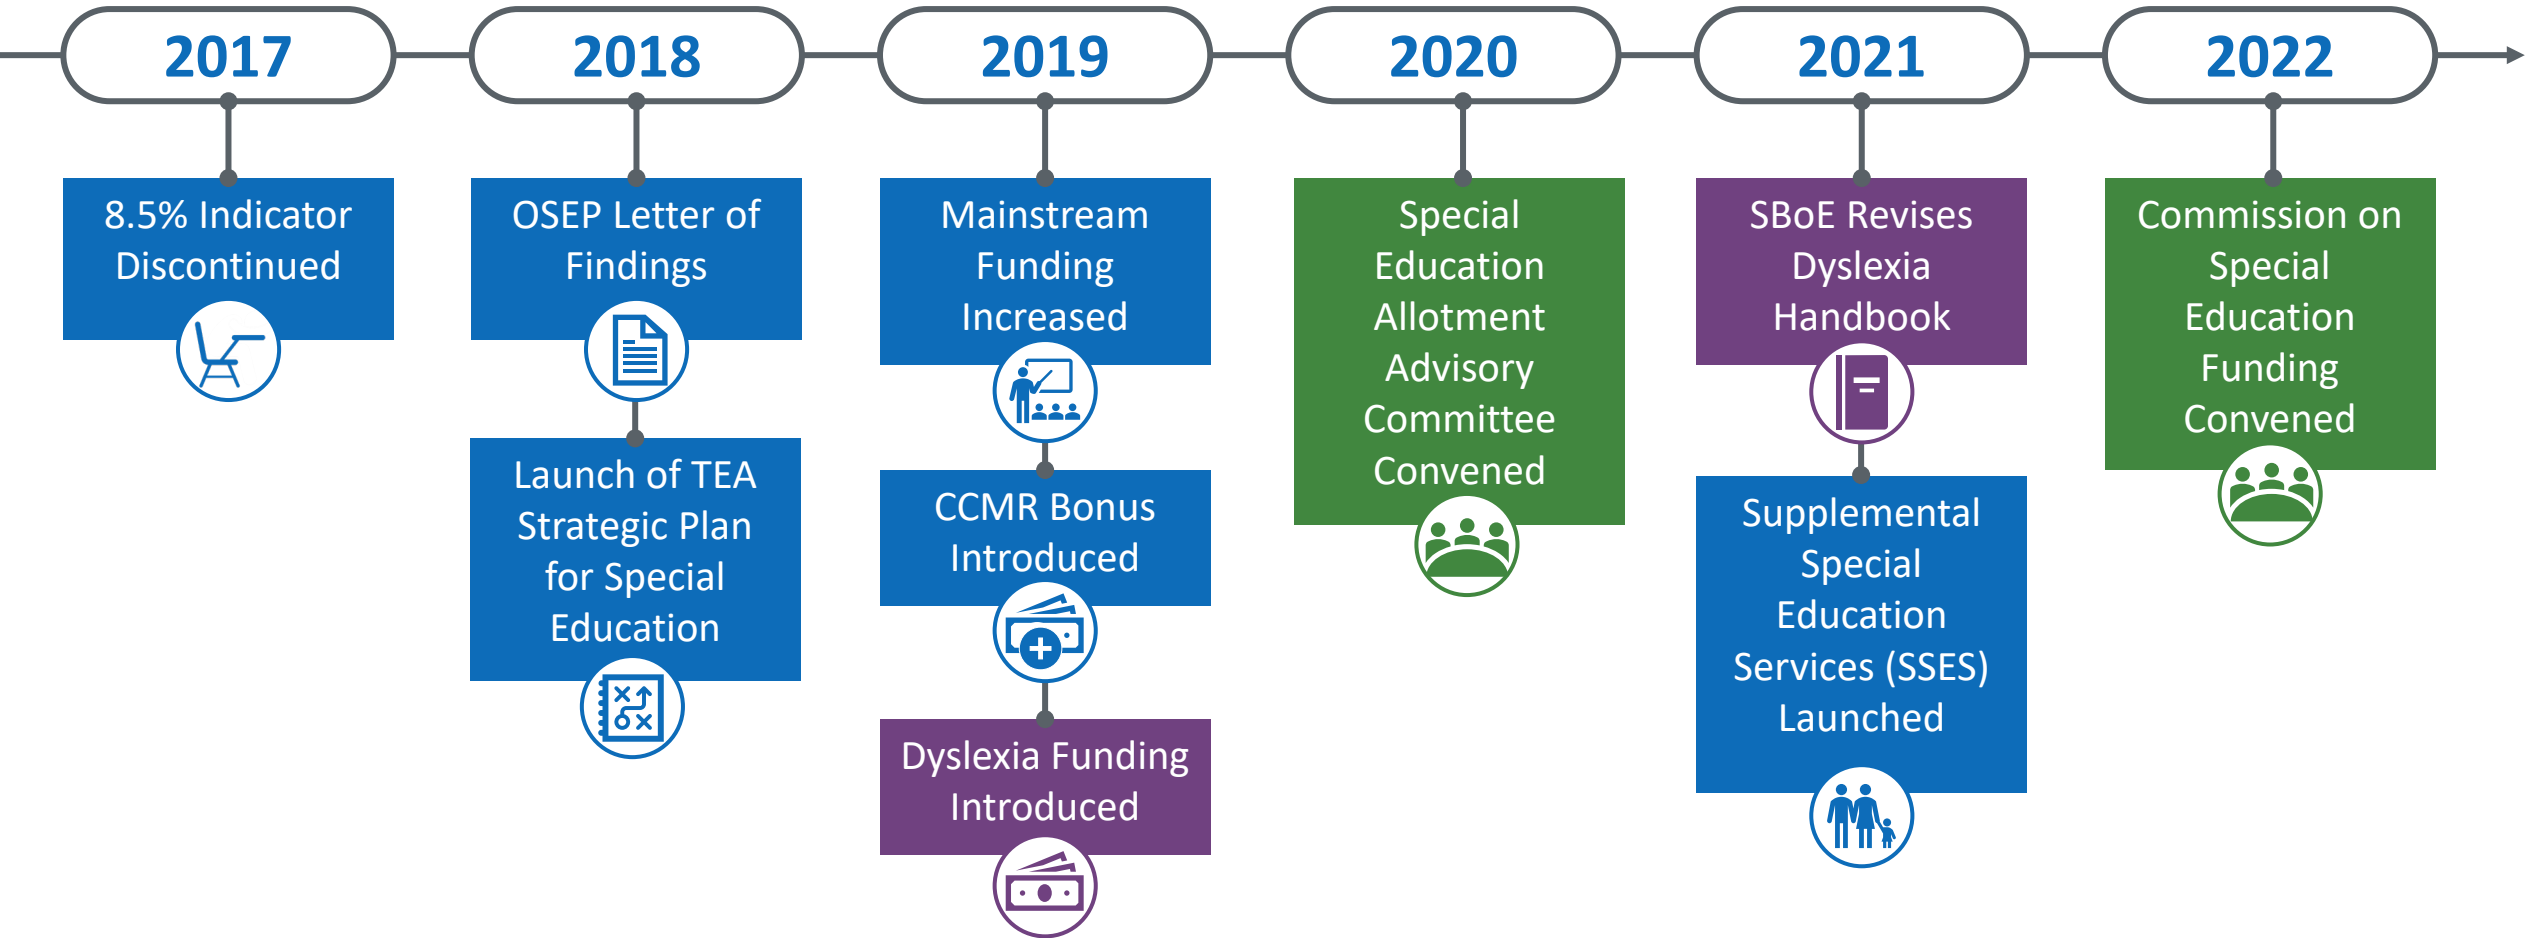 2017
2018
2019
2020
2021
2022
8.5% Indicator
Discontinued
OSEP Letter of
Findings
Launch of TEA
Strategic Plan
for Special
Education
Mainstream
Funding
Increased
CCMR Bonus
Introduced
Dyslexia Funding
Introduced
Special
Education
Allotment
Advisory
Committee
Convened
SBoE Revises
Dyslexia
Handbook
Supplemental
Special
Education
Services (SSES)
Launched
Commission on
Special
Education
Funding
Convened